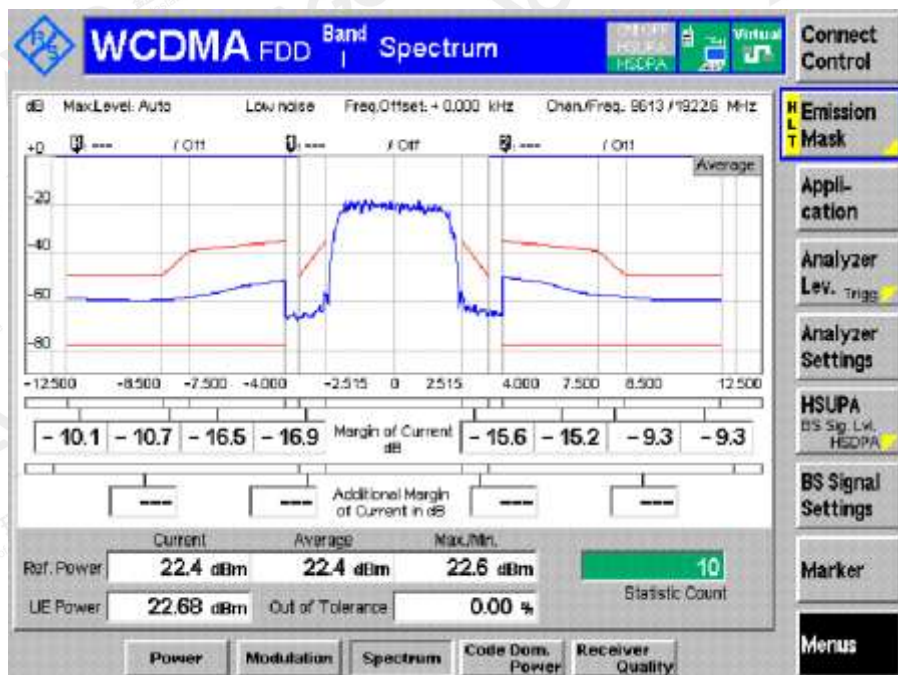 R&S
WCDMA FDD Band I Spectrum
HSUPA
HSDPA
Virtual
Connect Control
dB Max.Level: Auto Low noise Freq.Offset: + 0.000 kHz Chan./Freq.: 9613 / 1922.6 MHz
HLT
Emission Mask
--- / Off 1: --- / Off 2: --- / Off
Average
+0
-20
-40
-60
-80
-12.500 -8.500 -7.500 -4.000 -2.515 0 2.515 4.000 7.500 8.500 12.500
Appli-cation
Analyzer Lev. Trigg
Analyzer Settings
- 10.1 - 10.7 - 16.5 - 16.9 Margin of Current dB - 15.6 - 15.2 - 9.3 - 9.3
HSUPA
BS Sig. Lvl.
HSDPA
--- --- Additional Margin of Current in dB --- ---
BS Signal Settings
Current Average Max./Min.
Ref. Power 22.4 dBm 22.4 dBm 22.6 dBm 10
Statistic Count
UE Power 22.68 dBm Out of Tolerance 0.00 %
Marker
Menus
Power Modulation Spectrum Code Dom. Power Receiver Quality